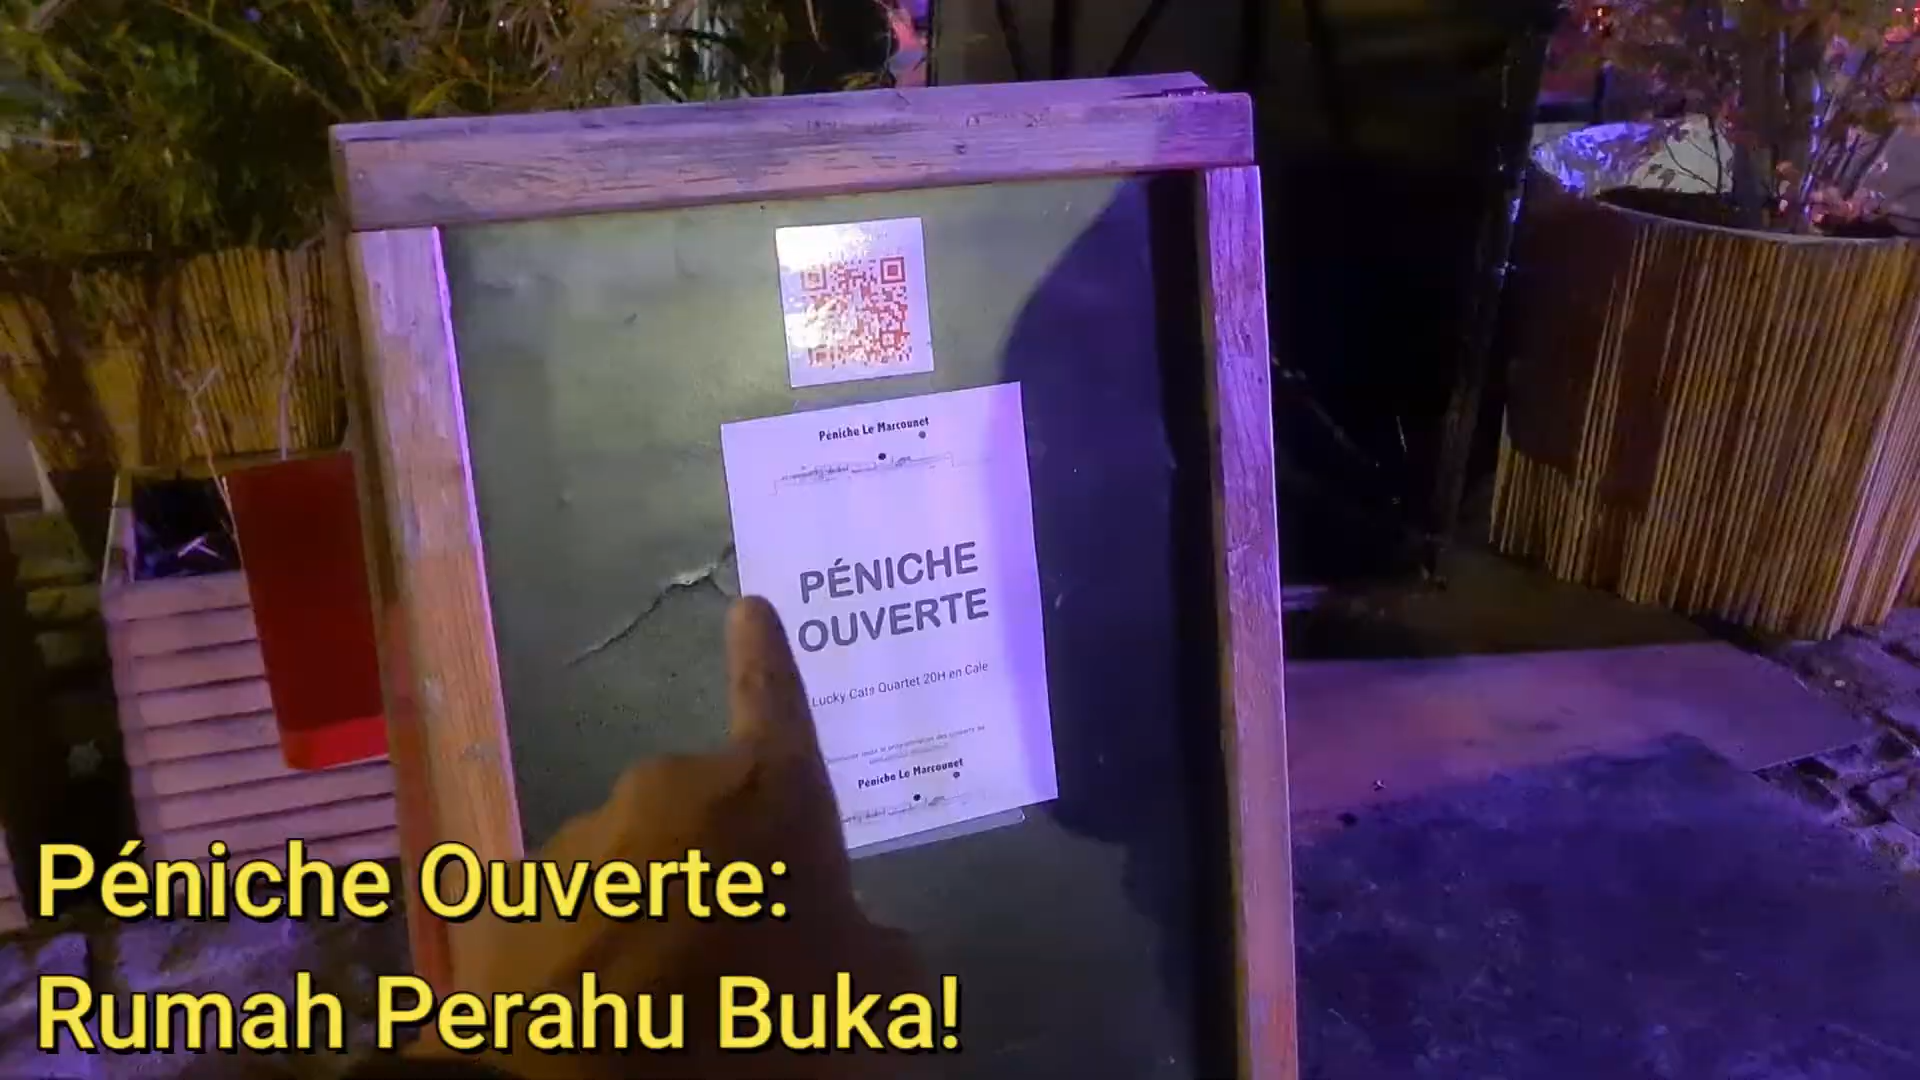 Péniche Le Marcounet
PÉNICHE
OUVERTE
Lucky Cats Quartet 20H en Cale
Péniche Le Marcounet
Péniche Ouverte:
Rumah Perahu Buka!